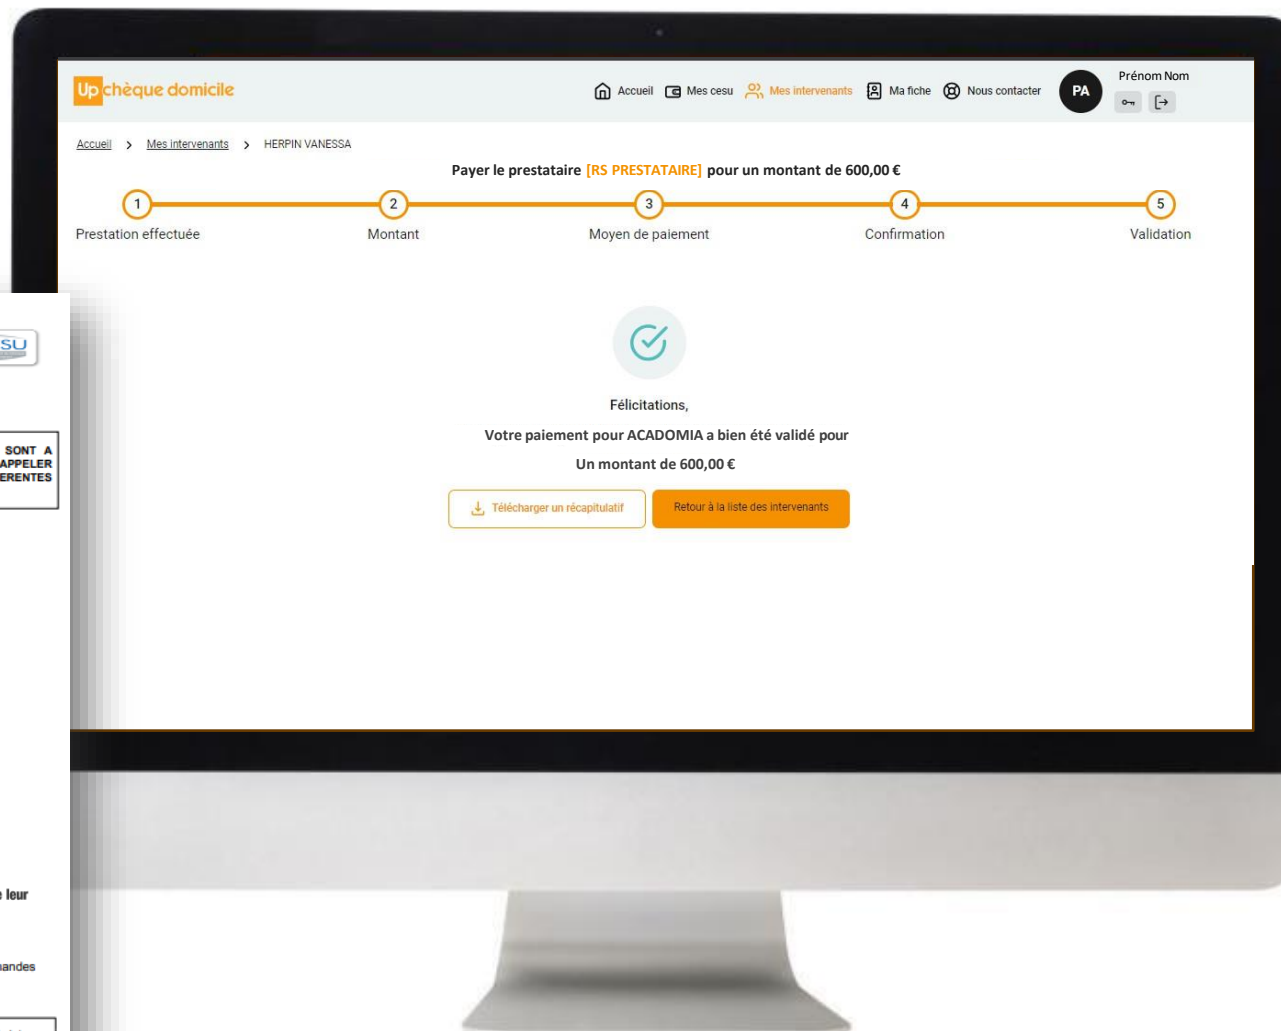 Up chèque domicile
Accueil Mes cesu Mes intervenants Ma fiche Nous contacter PA Prénom Nom
Accueil > Mes intervenants > HERPIN VANESSA
Payer le prestataire [RS PRESTATAIRE] pour un montant de 600,00 €
1 2 3 4 5
Prestation effectuée Montant Moyen de paiement Confirmation Validation
Félicitations,
Votre paiement pour ACADOMIA a bien été validé pour
Un montant de 600,00 €
Télécharger un récapitulatif Retour à la liste des intervenants
SU
SONT A
APPELER
ERENTES
leur
andes